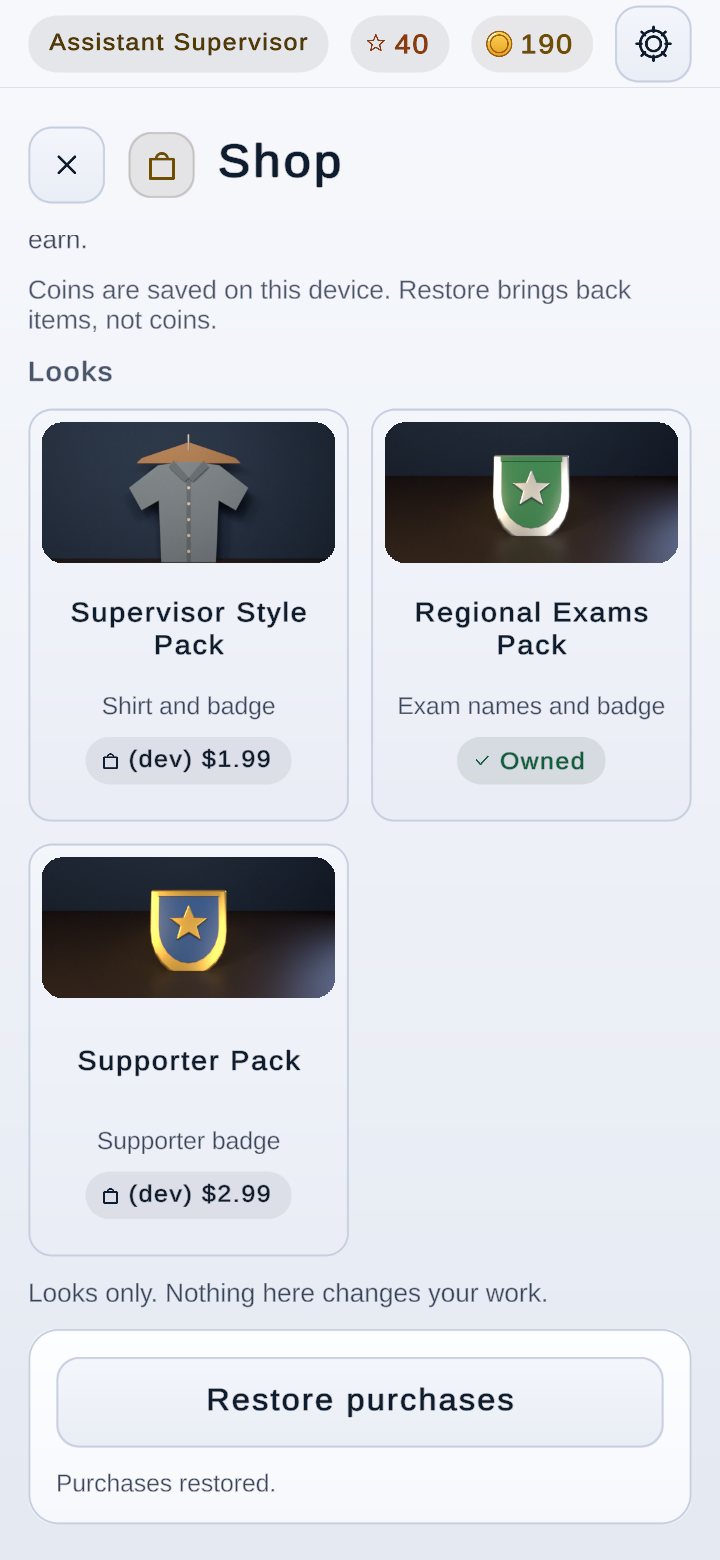 Assistant Supervisor
40
190
Shop
earn.
Coins are saved on this device. Restore brings back
items, not coins.
Looks
Supervisor Style
Pack
Shirt and badge
(dev) $1.99
Regional Exams
Pack
Exam names and badge
Owned
Supporter Pack
Supporter badge
(dev) $2.99
Looks only. Nothing here changes your work.
Restore purchases
Purchases restored.